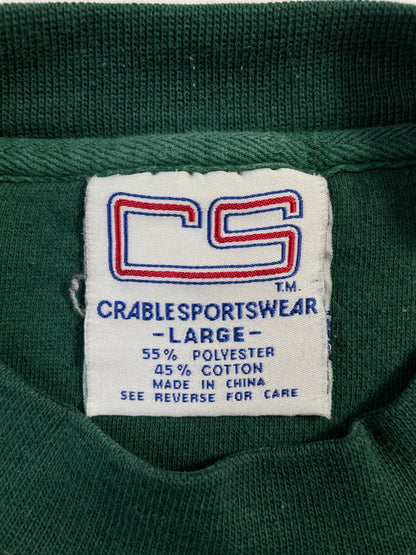 CS
T.M.
CRABLESPORTSWEAR
-LARGE-
55% POLYESTER
45% COTTON
MADE IN CHINA
SEE REVERSE FOR CARE